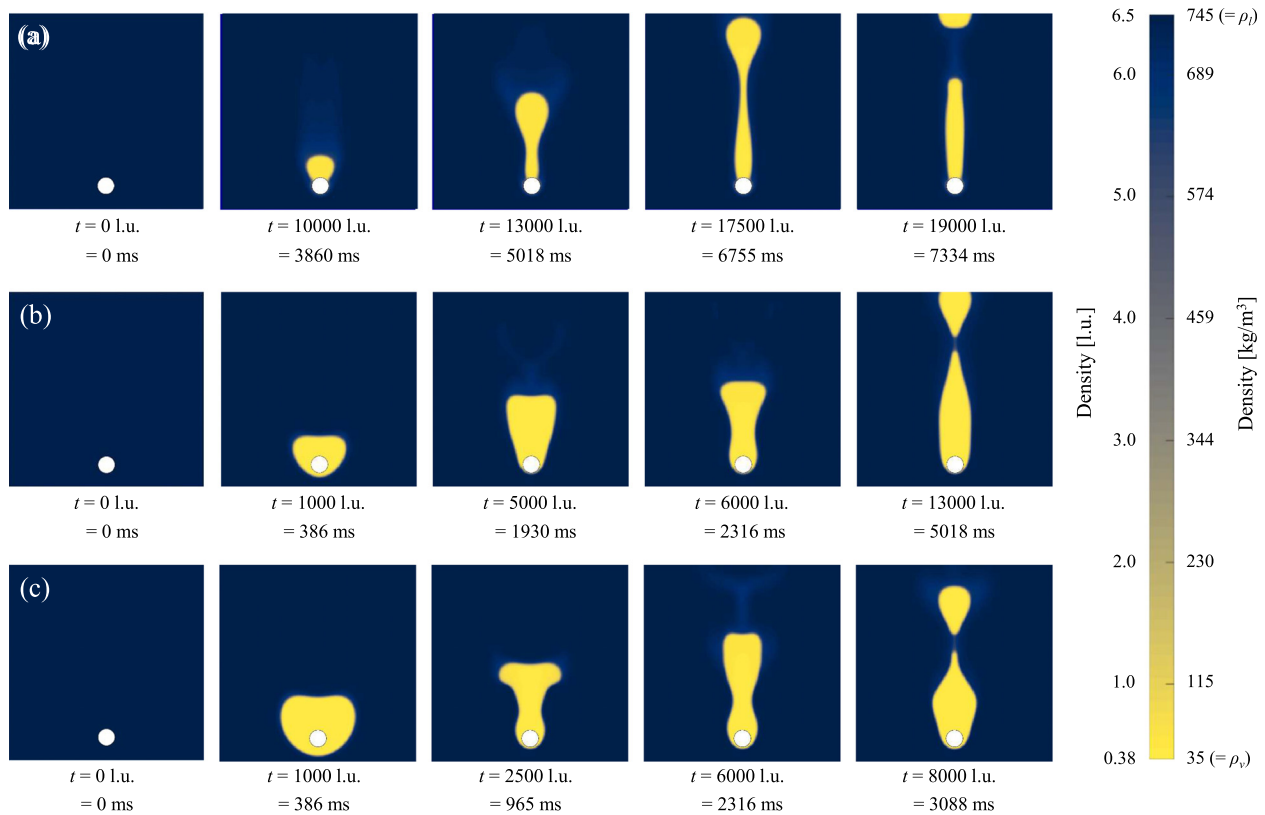 (a)
t = 0 l.u.
= 0 ms
t = 10000 l.u.
= 3860 ms
t = 13000 l.u.
= 5018 ms
t = 17500 l.u.
= 6755 ms
t = 19000 l.u.
= 7334 ms
(b)
t = 0 l.u.
= 0 ms
t = 1000 l.u.
= 386 ms
t = 5000 l.u.
= 1930 ms
t = 6000 l.u.
= 2316 ms
t = 13000 l.u.
= 5018 ms
(c)
t = 0 l.u.
= 0 ms
t = 1000 l.u.
= 386 ms
t = 2500 l.u.
= 965 ms
t = 6000 l.u.
= 2316 ms
t = 8000 l.u.
= 3088 ms
Density [l.u.]
6.5
6.0
5.0
4.0
3.0
2.0
1.0
0.38
745 (= ρl)
689
574
459
344
230
115
35 (= ρv)
Density [kg/m³]